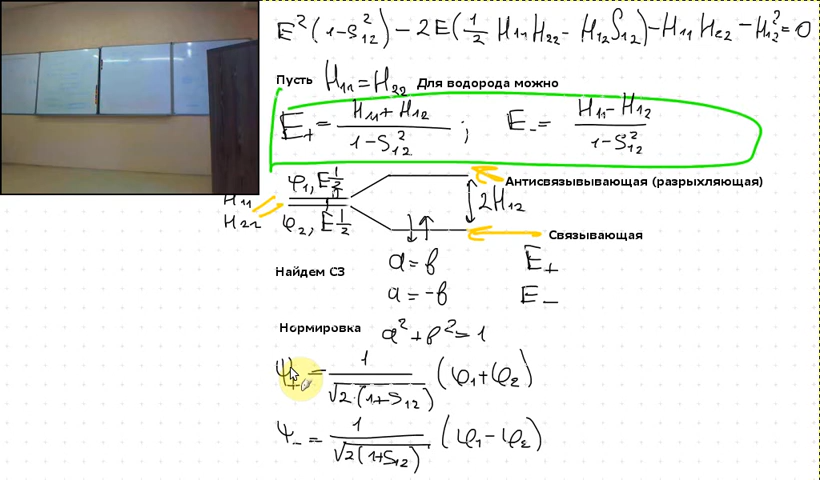 E²(1-S₁₂²) - 2E(½ H₁₁H₂₂ - H₁₂S₁₂) - H₁₁H₂₂ - H₁₂² = 0
Пусть H₁₁ = H₂₂ Для водорода можно
E₊ = (H₁₁ + H₁₂)/(1-S₁₂²) ; E₋ = (H₁₁ - H₁₂)/(1-S₁₂²)
φ₁, E½ Антисвязывывающая (разрыхляющая)
H₁₁ 2H₁₂
H₂₂ φ₂, E½ Связывающая
a = b E₊
Найдем СЗ
a = -b E₋
Нормировка a² + b² = 1
Ψ₊ = 1/√2·(1+S₁₂) (φ₁+φ₂)
Ψ₋ = 1/√2(1+S₁₂) (φ₁-φ₂)